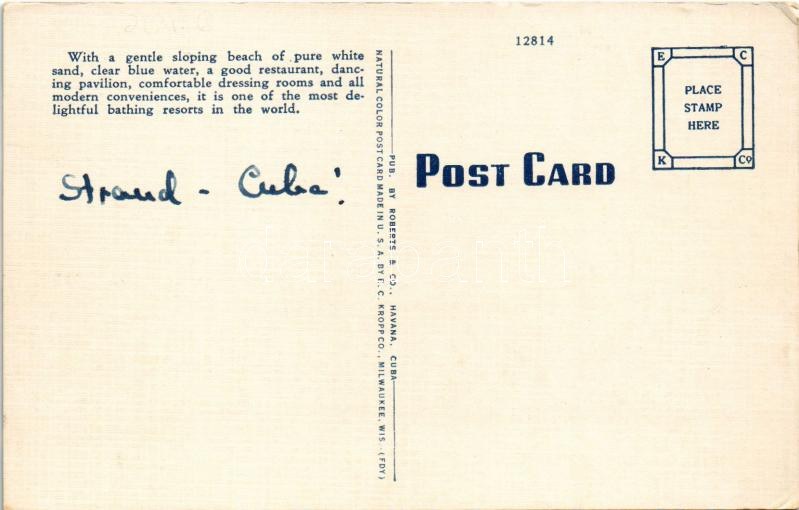 With a gentle sloping beach of pure white
sand, clear blue water, a good restaurant, danc-
ing pavilion, comfortable dressing rooms and all
modern conveniences, it is one of the most de-
lightful bathing resorts in the world.
Strand - Cuba!
NATURAL COLOR POST CARD MADE IN U. S. A. BY E. C. KROPP CO., MILWAUKEE, WIS. (FDY)
PUB. BY ROBERTS & CO., HAVANA, CUBA
12814
POST CARD
E C
PLACE
STAMP
HERE
K Co